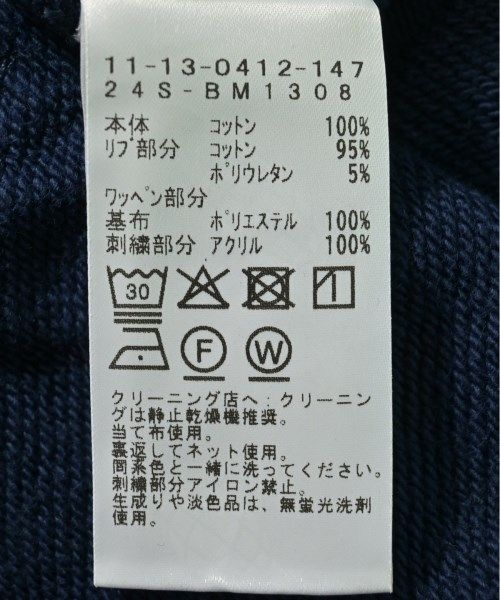 11-13-0412-147
24S-BM1308
本体 コットン 100%
リブ部分 コットン 95%
ポリウレタン 5%
ワッペン部分
基布 ポリエステル 100%
刺繍部分 アクリル 100%
30
F W
クリーニング店へ:クリーニン
グは静止乾燥機推奨。
当て布使用。
裏返してネット使用。
同系色と一緒に洗ってください。
刺繍部分アイロン禁止。
生成りや淡色品は、無蛍光洗剤
使用。